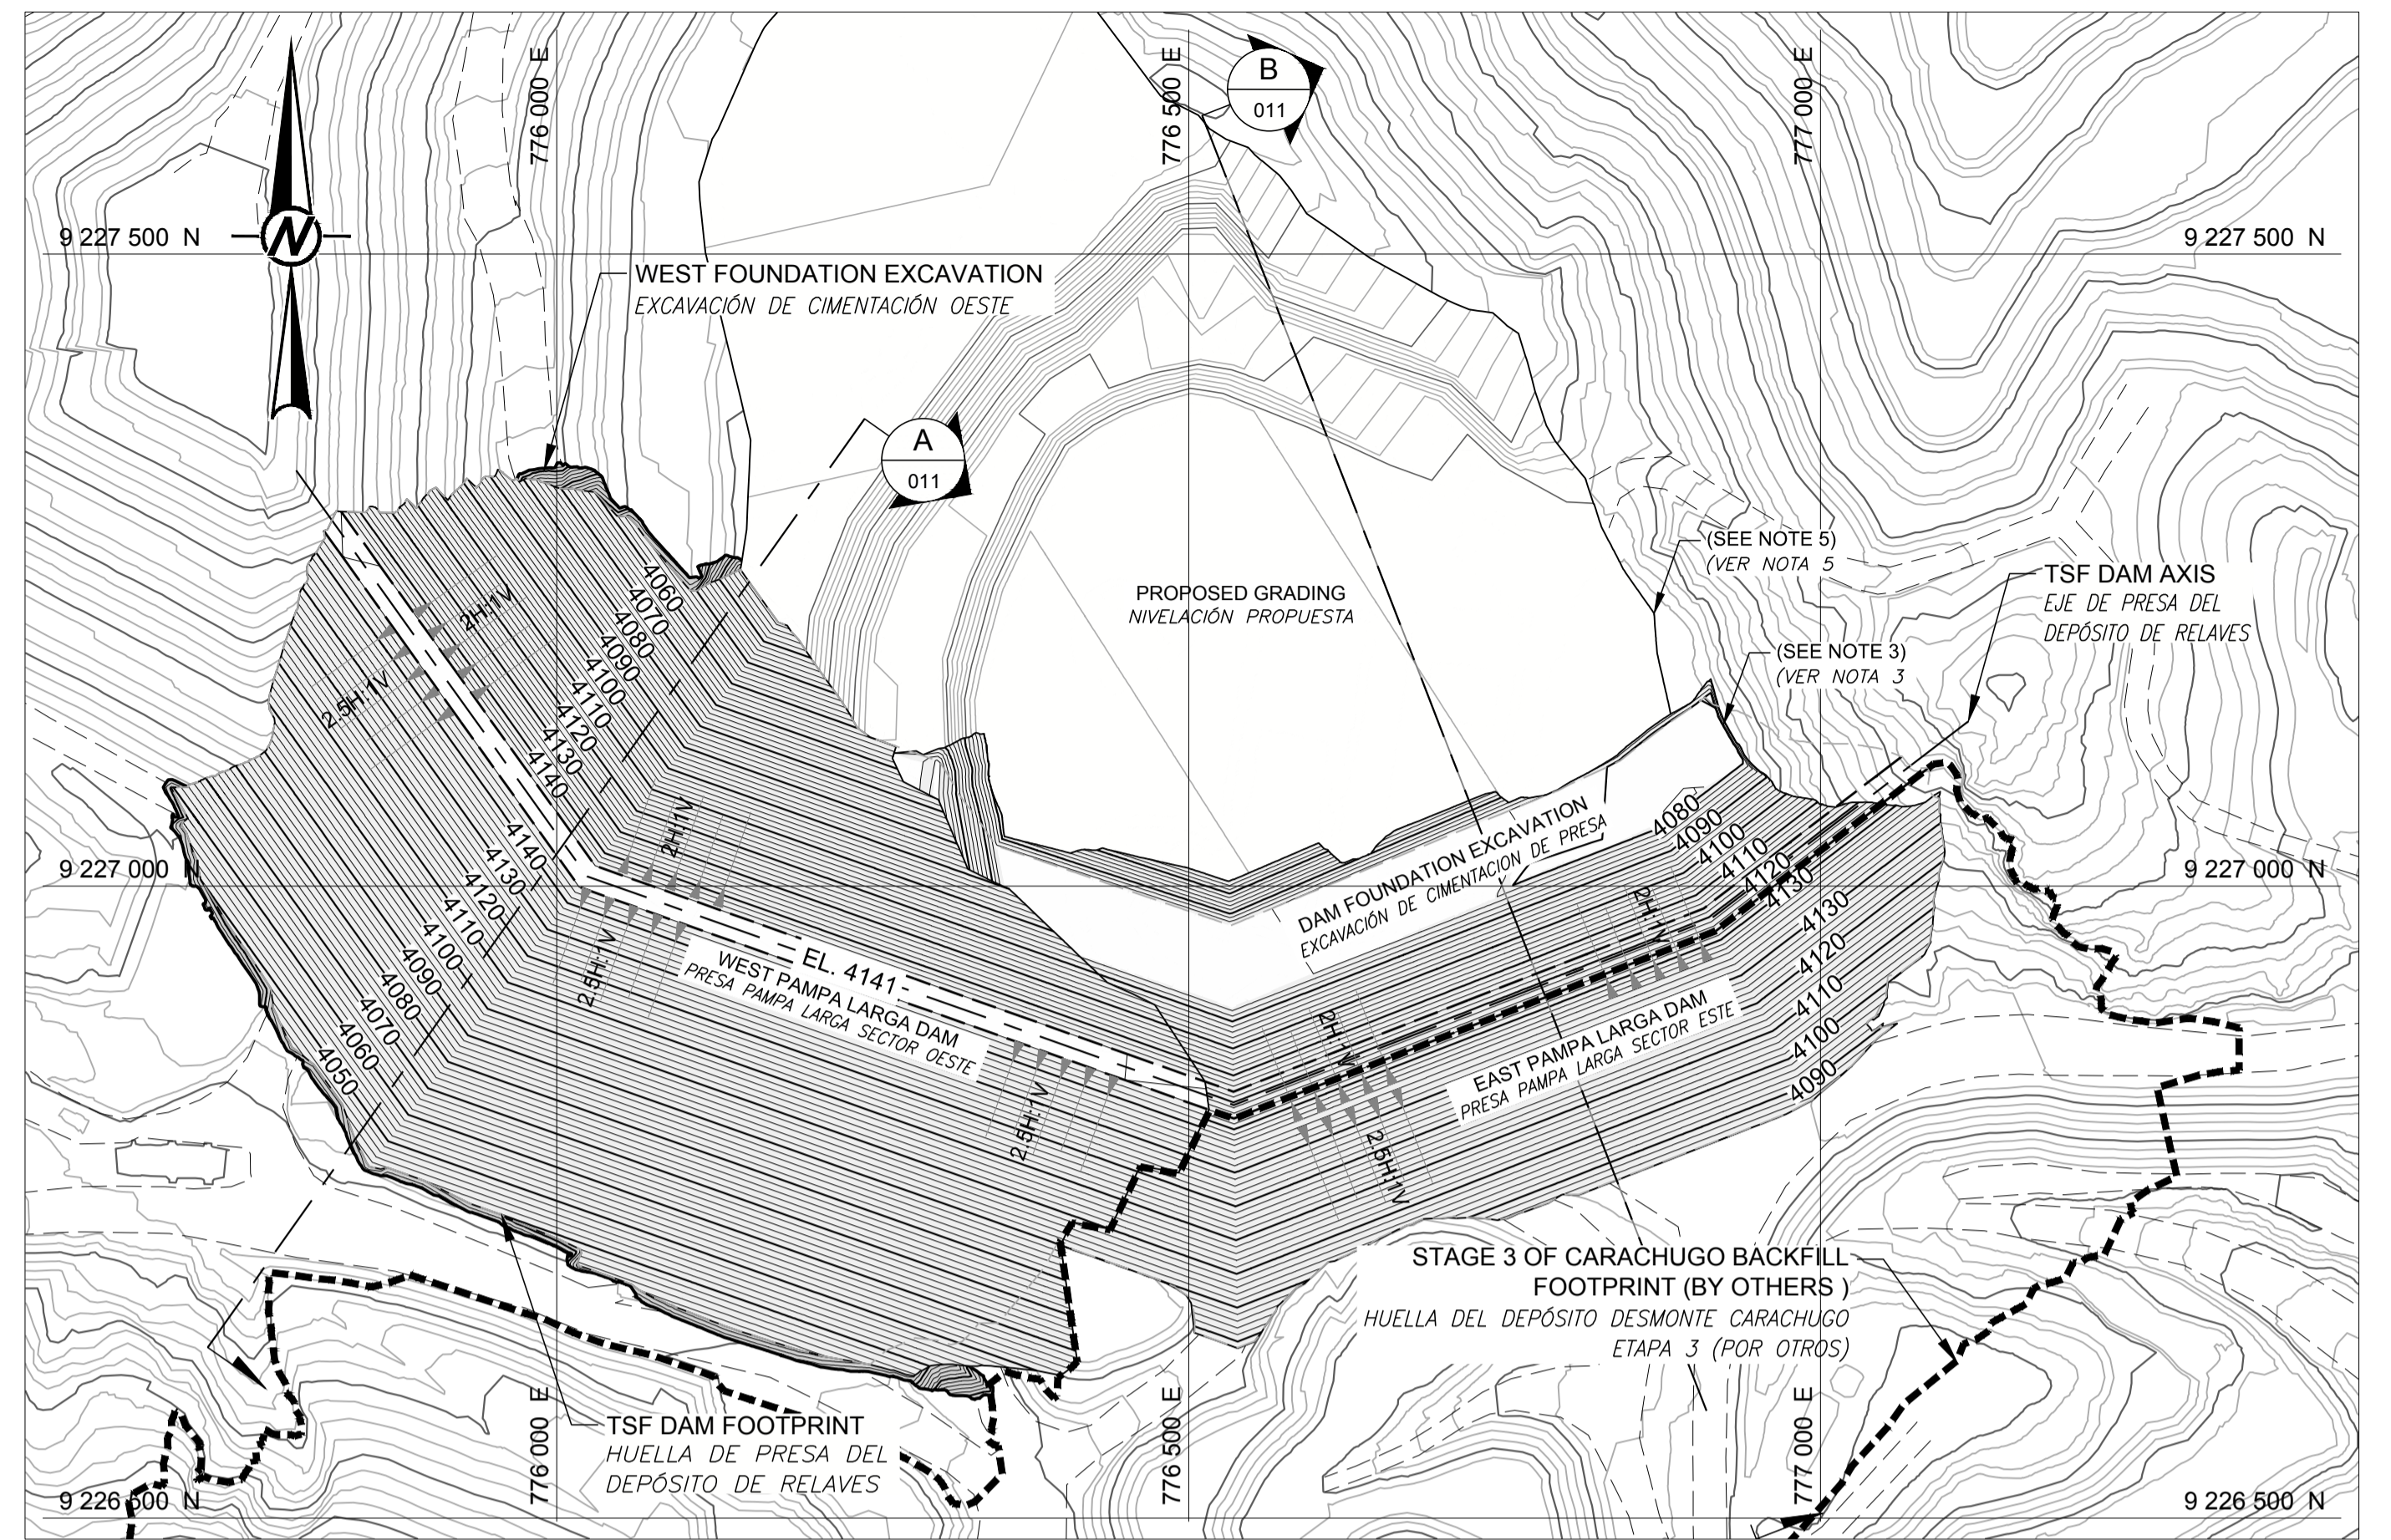 776 000 E
776 500 E
777 000 E
B
011
9 227 500 N
N
9 227 500 N
WEST FOUNDATION EXCAVATION
EXCAVACIÓN DE CIMENTACIÓN OESTE
A
011
(SEE NOTE 5)
(VER NOTA 5
TSF DAM AXIS
EJE DE PRESA DEL
DEPÓSITO DE RELAVES
PROPOSED GRADING
NIVELACIÓN PROPUESTA
(SEE NOTE 3)
(VER NOTA 3
2H:1V
2.5H:1V
4060
4070
4080
4090
4100
4110
4120
4130
4140
2H:1V
9 227 000 N
9 227 000 N
4140
4130
4120
4110
4100
4090
4080
4070
4060
4050
2.5H:1V
EL. 4141
WEST PAMPA LARGA DAM
PRESA PAMPA LARGA SECTOR OESTE
2.5H:1V
DAM FOUNDATION EXCAVATION
EXCAVACIÓN DE CIMENTACION DE PRESA
4080
4090
4100
4110
4120
4130
2H:1V
4130
4120
4110
4100
4090
2H:1V
2.5H:1V
EAST PAMPA LARGA DAM
PRESA PAMPA LARGA SECTOR ESTE
STAGE 3 OF CARACHUGO BACKFILL
FOOTPRINT (BY OTHERS )
HUELLA DEL DEPÓSITO DESMONTE CARACHUGO
ETAPA 3 (POR OTROS)
TSF DAM FOOTPRINT
HUELLA DE PRESA DEL
DEPÓSITO DE RELAVES
776 000 E
776 500 E
777 000 E
9 226 500 N
9 226 500 N